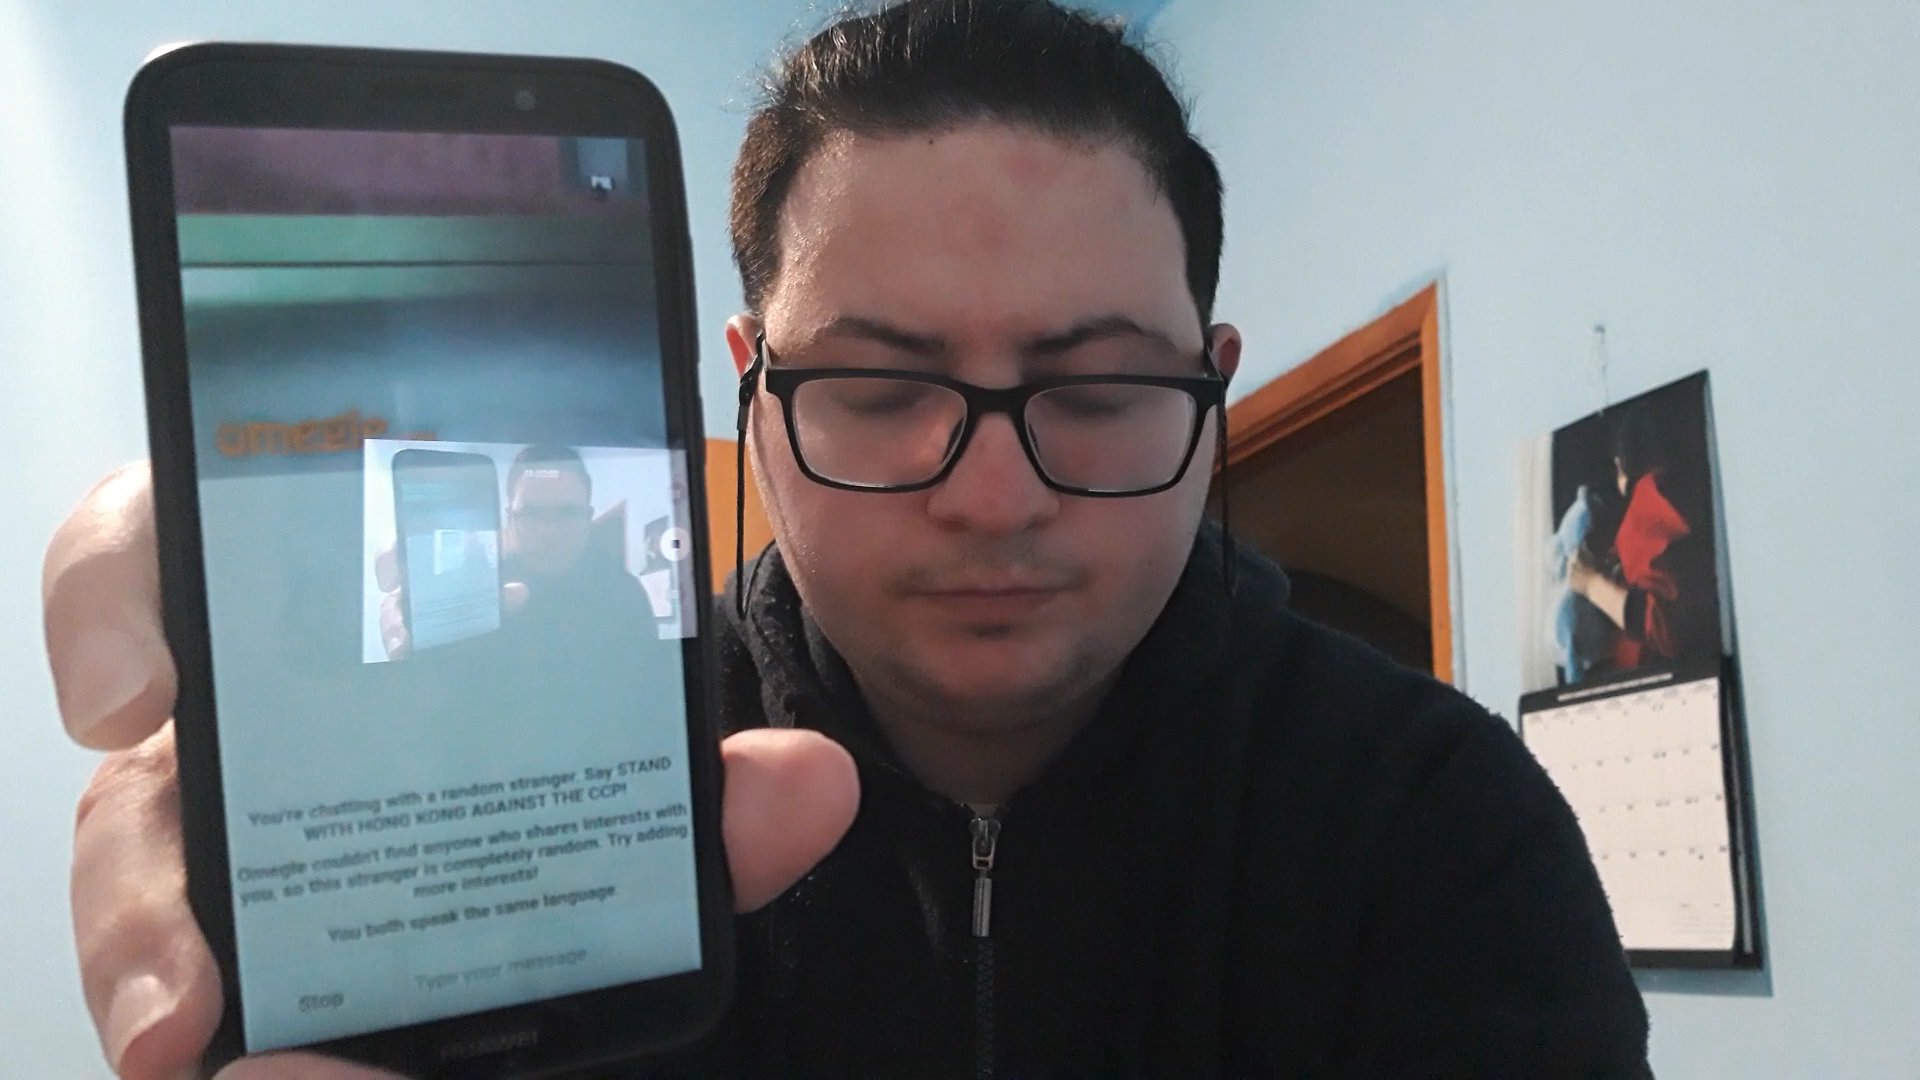 omegle
You're chatting with a random stranger. Say STAND
WITH HONG KONG AGAINST THE CCP!
Omegle couldn't find anyone who shares interests with
you, so this stranger is completely random. Try adding
more interests!
You both speak the same language.
Type your message
Stop
HUAWEI